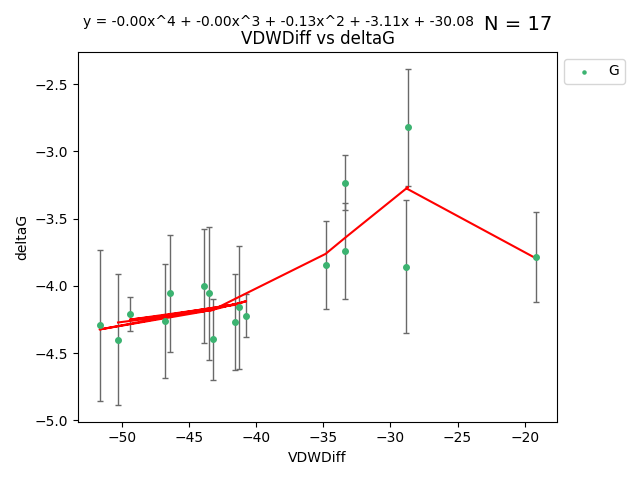 y = -0.00x^4 + -0.00x^3 + -0.13x^2 + -3.11x + -30.08 N = 17
VDWDiff vs deltaG
G
−2.5
−3.0
−3.5
−4.0
−4.5
−5.0
deltaG
−50 −45 −40 −35 −30 −25 −20
VDWDiff